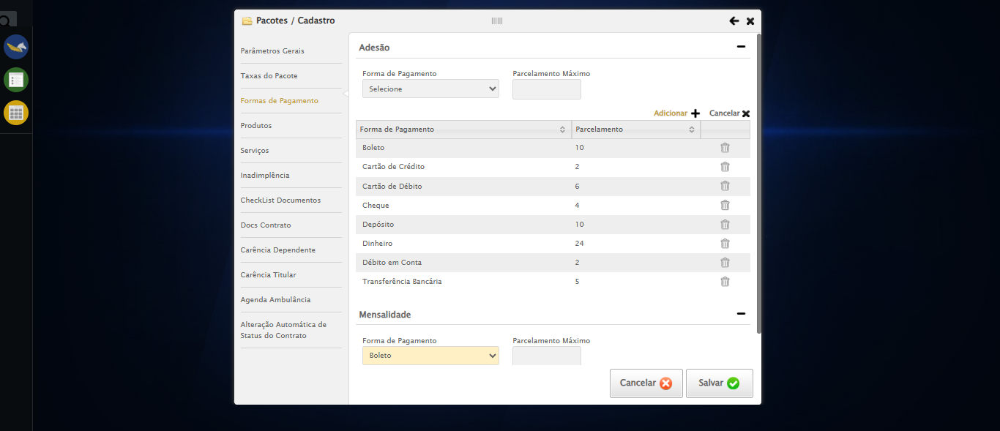 Pacotes / Cadastro
Parâmetros Gerais
Taxas do Pacote
Formas de Pagamento
Produtos
Serviços
Inadimplência
CheckList Documentos
Docs Contrato
Carência Dependente
Carência Titular
Agenda Ambulância
Alteração Automática de
Status do Contrato
Adesão
Forma de Pagamento Parcelamento Máximo
Selecione
Adicionar Cancelar
Forma de Pagamento Parcelamento
Boleto 10
Cartão de Crédito 2
Cartão de Débito 6
Cheque 4
Depósito 10
Dinheiro 24
Débito em Conta 2
Transferência Bancária 5
Mensalidade
Forma de Pagamento Parcelamento Máximo
Boleto
Cancelar Salvar